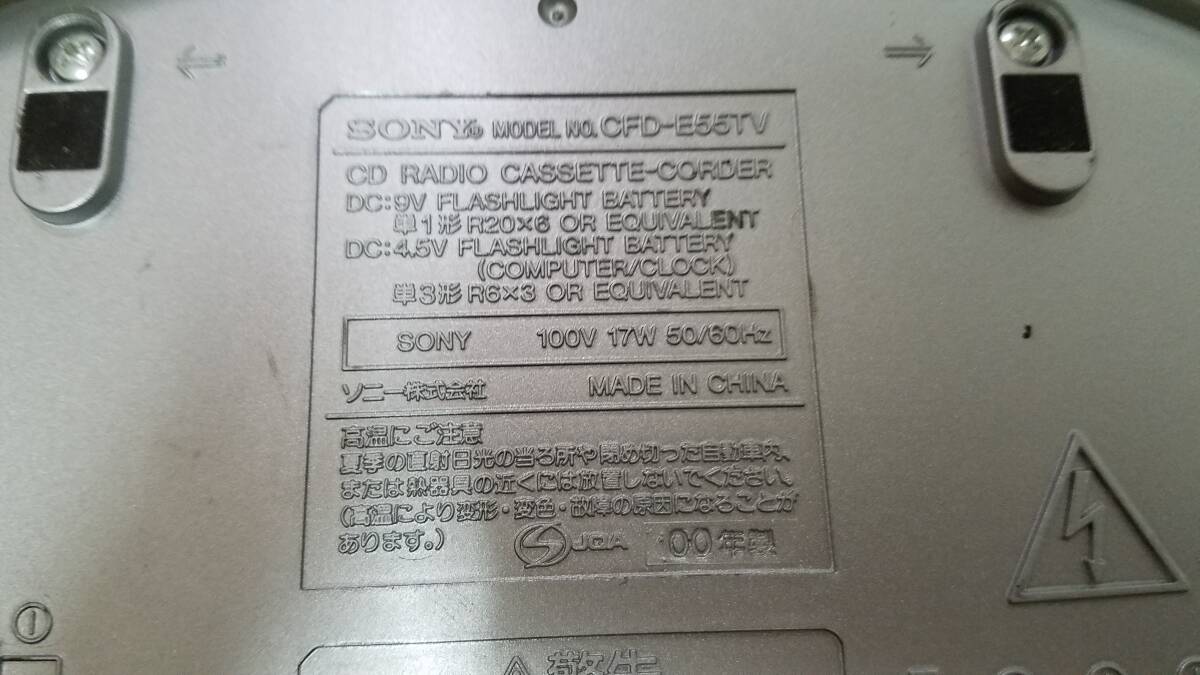 SONY® MODEL NO. CFD-E55TV
CD RADIO CASSETTE-CORDER
DC:9V FLASHLIGHT BATTERY
単1形 R20×6 OR EQUIVALENT
DC:4.5V FLASHLIGHT BATTERY
(COMPUTER/CLOCK)
単3形 R6×3 OR EQUIVALENT
SONY 100V 17W 50/60Hz
ソニー株式会社 MADE IN CHINA
高温にご注意
夏季の直射日光の当る所や閉め切った自動車内、
または熱器具の近くには放置しないでください。
(高温により変形・変色・故障の原因になることが
あります。)
JQA '00年製